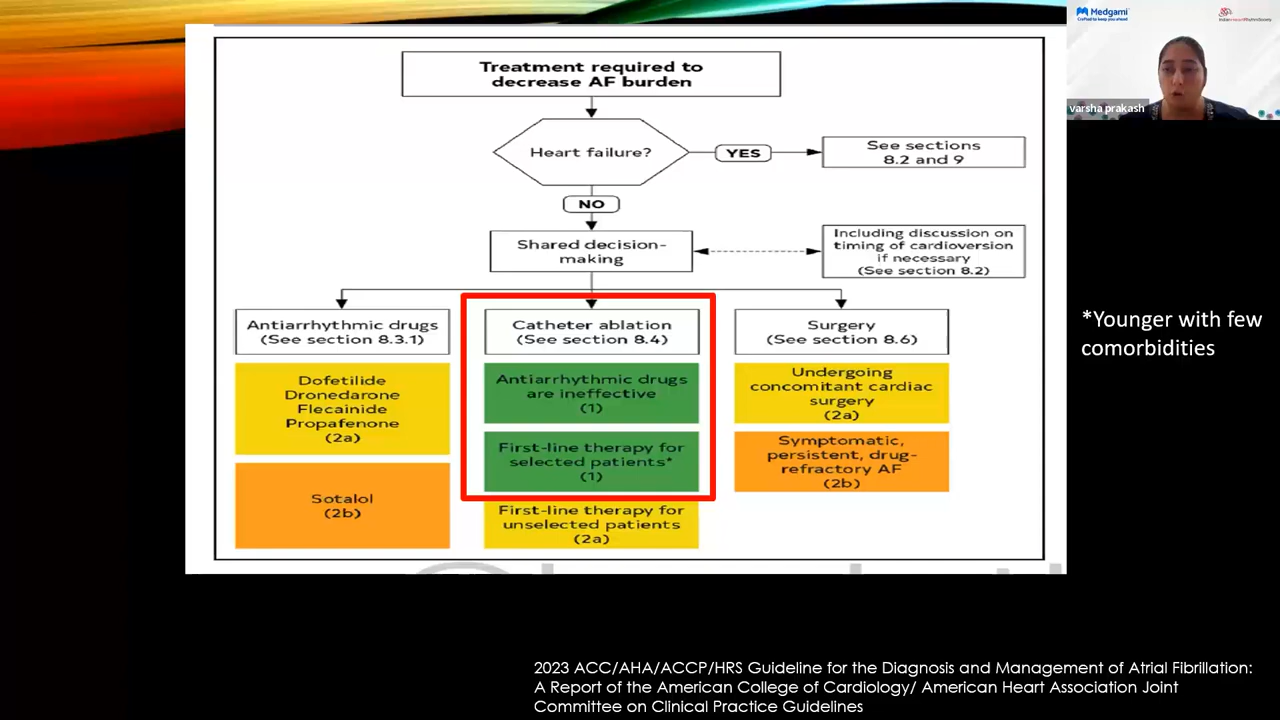 Medgami
Crafted to keep you ahead
varsha prakash
Treatment required to
decrease AF burden
Heart failure?
YES
See sections
8.2 and 9
NO
Shared decision-
making
Including discussion on
timing of cardioversion
if necessary
(See section 8.2)
Antiarrhythmic drugs
(See section 8.3.1)
Dofetilide
Dronedarone
Flecainide
Propafenone
(2a)
Sotalol
(2b)
Catheter ablation
(See section 8.4)
Antiarrhythmic drugs
are ineffective
(1)
First-line therapy for
selected patients*
(1)
First-line therapy for
unselected patients
(2a)
Surgery
(See section 8.6)
Undergoing
concomitant cardiac
surgery
(2a)
Symptomatic,
persistent, drug-
refractory AF
(2b)
*Younger with few
comorbidities
2023 ACC/AHA/ACCP/HRS Guideline for the Diagnosis and Management of Atrial Fibrillation:
A Report of the American College of Cardiology/ American Heart Association Joint
Committee on Clinical Practice Guidelines